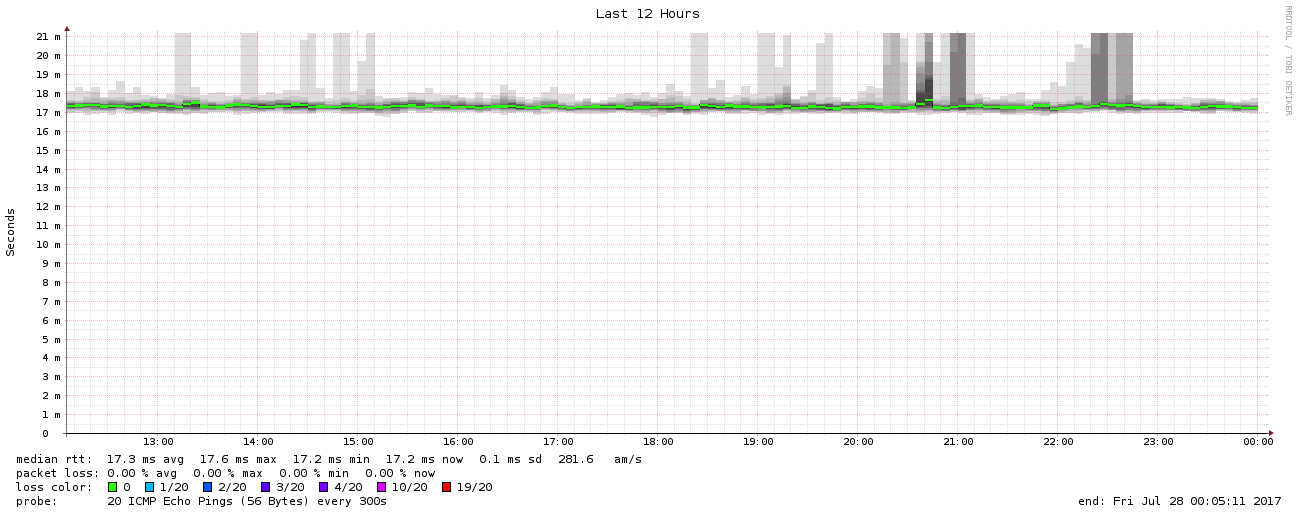 Last 12 Hours
RRDTOOL / TOBI OETIKER
Seconds
21 m
20 m
19 m
18 m
17 m
16 m
15 m
14 m
13 m
12 m
11 m
10 m
9 m
8 m
7 m
6 m
5 m
4 m
3 m
2 m
1 m
0
13:00 14:00 15:00 16:00 17:00 18:00 19:00 20:00 21:00 22:00 23:00 00:00
median rtt: 17.3 ms avg 17.6 ms max 17.2 ms min 17.2 ms now 0.1 ms sd 281.6 am/s
packet loss: 0.00 % avg 0.00 % max 0.00 % min 0.00 % now
loss color: 0 1/20 2/20 3/20 4/20 10/20 19/20
probe: 20 ICMP Echo Pings (56 Bytes) every 300s end: Fri Jul 28 00:05:11 2017